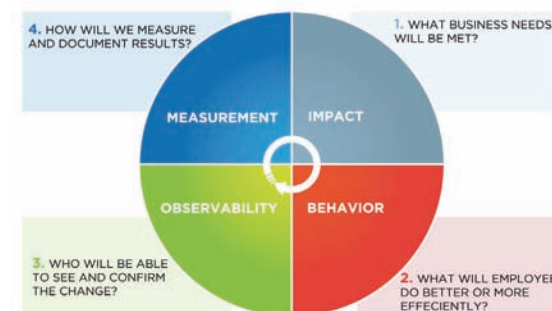 4. HOW WILL WE MEASURE
AND DOCUMENT RESULTS?
1. WHAT BUSINESS NEEDS
WILL BE MET?
MEASUREMENT
IMPACT
OBSERVABILITY
BEHAVIOR
3. WHO WILL BE ABLE
TO SEE AND CONFIRM
THE CHANGE?
2. WHAT WILL EMPLOYEE
DO BETTER OR MORE
EFFECIENTLY?